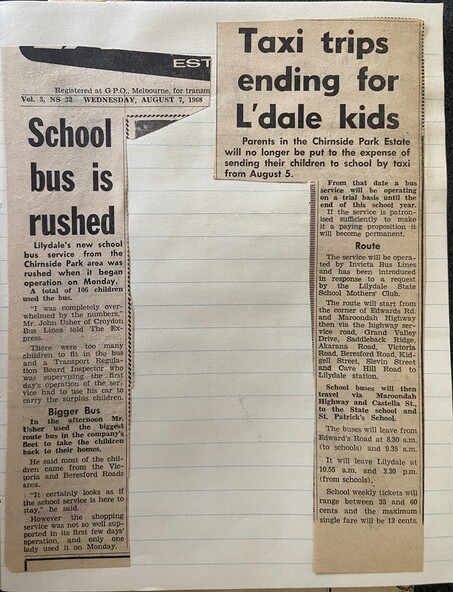 EST
Registered at G.P.O., Melbourne, for transm
Vol. 3, NS 32 WEDNESDAY, AUGUST 7, 1968
School
bus is
rushed
Lilydale's new school
bus service from the
Chirnside Park area was
rushed when it began
operation on Monday.
A total of 106 children
used the bus.
"I was completely over-
whelmed by the numbers,"
Mr. John Usher of Croydon
Bus Lines told The Ex-
press.
There were too many
children to fit in the bus
and a Transport Regula-
tion Board Inspector who
was supervising the first
day's operation of the ser-
vice had to use his car to
carry the surplus children.
Bigger Bus
In the afternoon Mr.
Usher used the biggest
route bus in the company's
fleet to take the children
back to their homes.
He said most of the chil-
dren came from the Vic-
toria and Beresford Roads
area.
"It certainly looks as if
the school service is here to
stay," he said.
However the shopping
service was not so well sup-
ported in its first few days'
operation, and only one
lady used it on Monday.
Taxi trips
ending for
L'dale kids
Parents in the Chirnside Park Estate
will no longer be put to the expense of
sending their children to school by taxi
from August 5.
From that date a bus
service will be operating
on a trial basis until the
end of this school year.
If the service is patron-
ised sufficiently to make
it a paying proposition it
will become permanent.
Route
The service will be opera-
ted by Invicta Bus Lines
and has been introduced
in response to a request
by the Lilydale State
School Mothers' Club.
The route will start from
the corner of Edwards Rd.
and Maroondah Highway
then via the highway ser-
vice road, Grand Valley
Drive, Saddleback Ridge,
Akarana Road, Victoria
Road, Beresford Road, Kid-
gell Street, Slevin Street
and Cave Hill Road to
Lilydale station.
School buses will then
travel via Maroondah
Highway and Castella St.,
to the State school and
St. Patrick's School.
The buses will leave from
Edward's Road at 8.30 a.m.
(to schools) and 9.35 a.m.
It will leave Lilydale at
10.55 a.m. and 3.30 p.m.
(from schools).
School weekly tickets will
range between 35 and 60
cents and the maximum
single fare will be 13 cents.